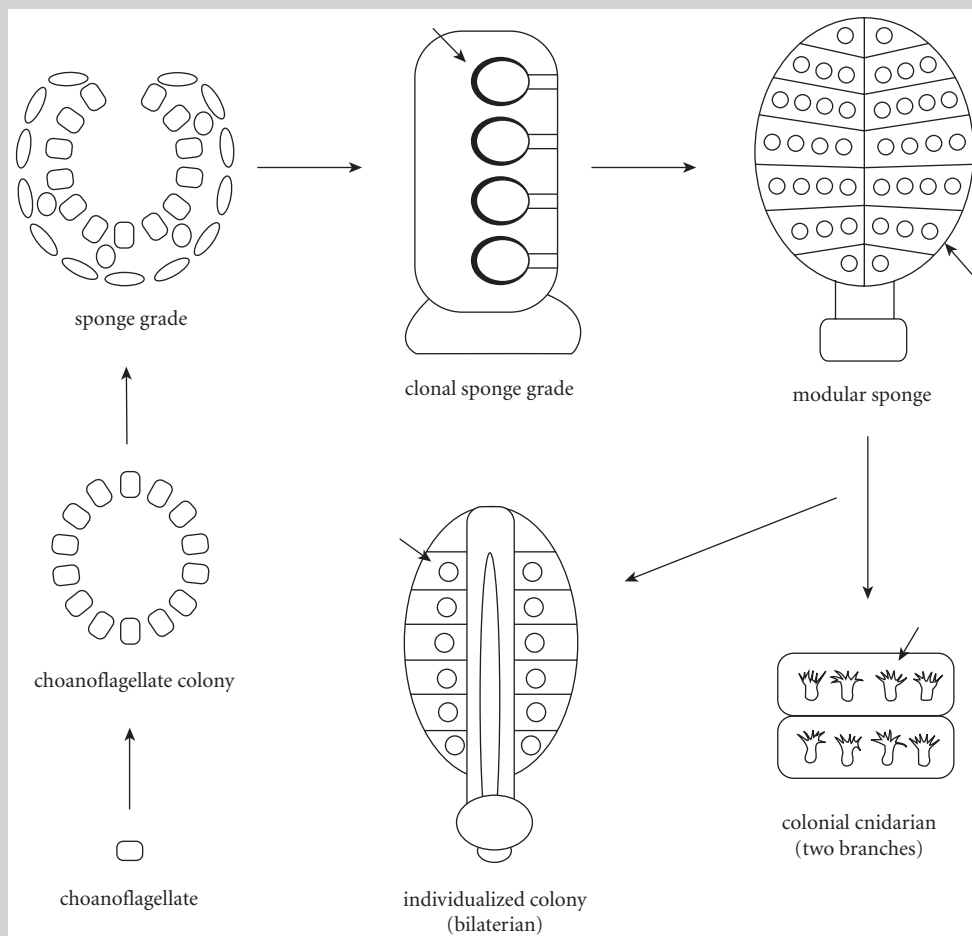 sponge grade
clonal sponge grade
modular sponge
choanoflagellate colony
choanoflagellate
individualized colony
(bilaterian)
colonial cnidarian
(two branches)